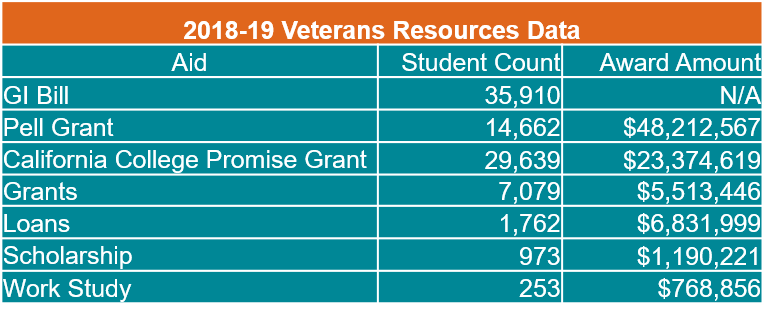 2018-19 Veterans Resources Data
Aid Student Count Award Amount
GI Bill 35,910 N/A
Pell Grant 14,662 $48,212,567
California College Promise Grant 29,639 $23,374,619
Grants 7,079 $5,513,446
Loans 1,762 $6,831,999
Scholarship 973 $1,190,221
Work Study 253 $768,856